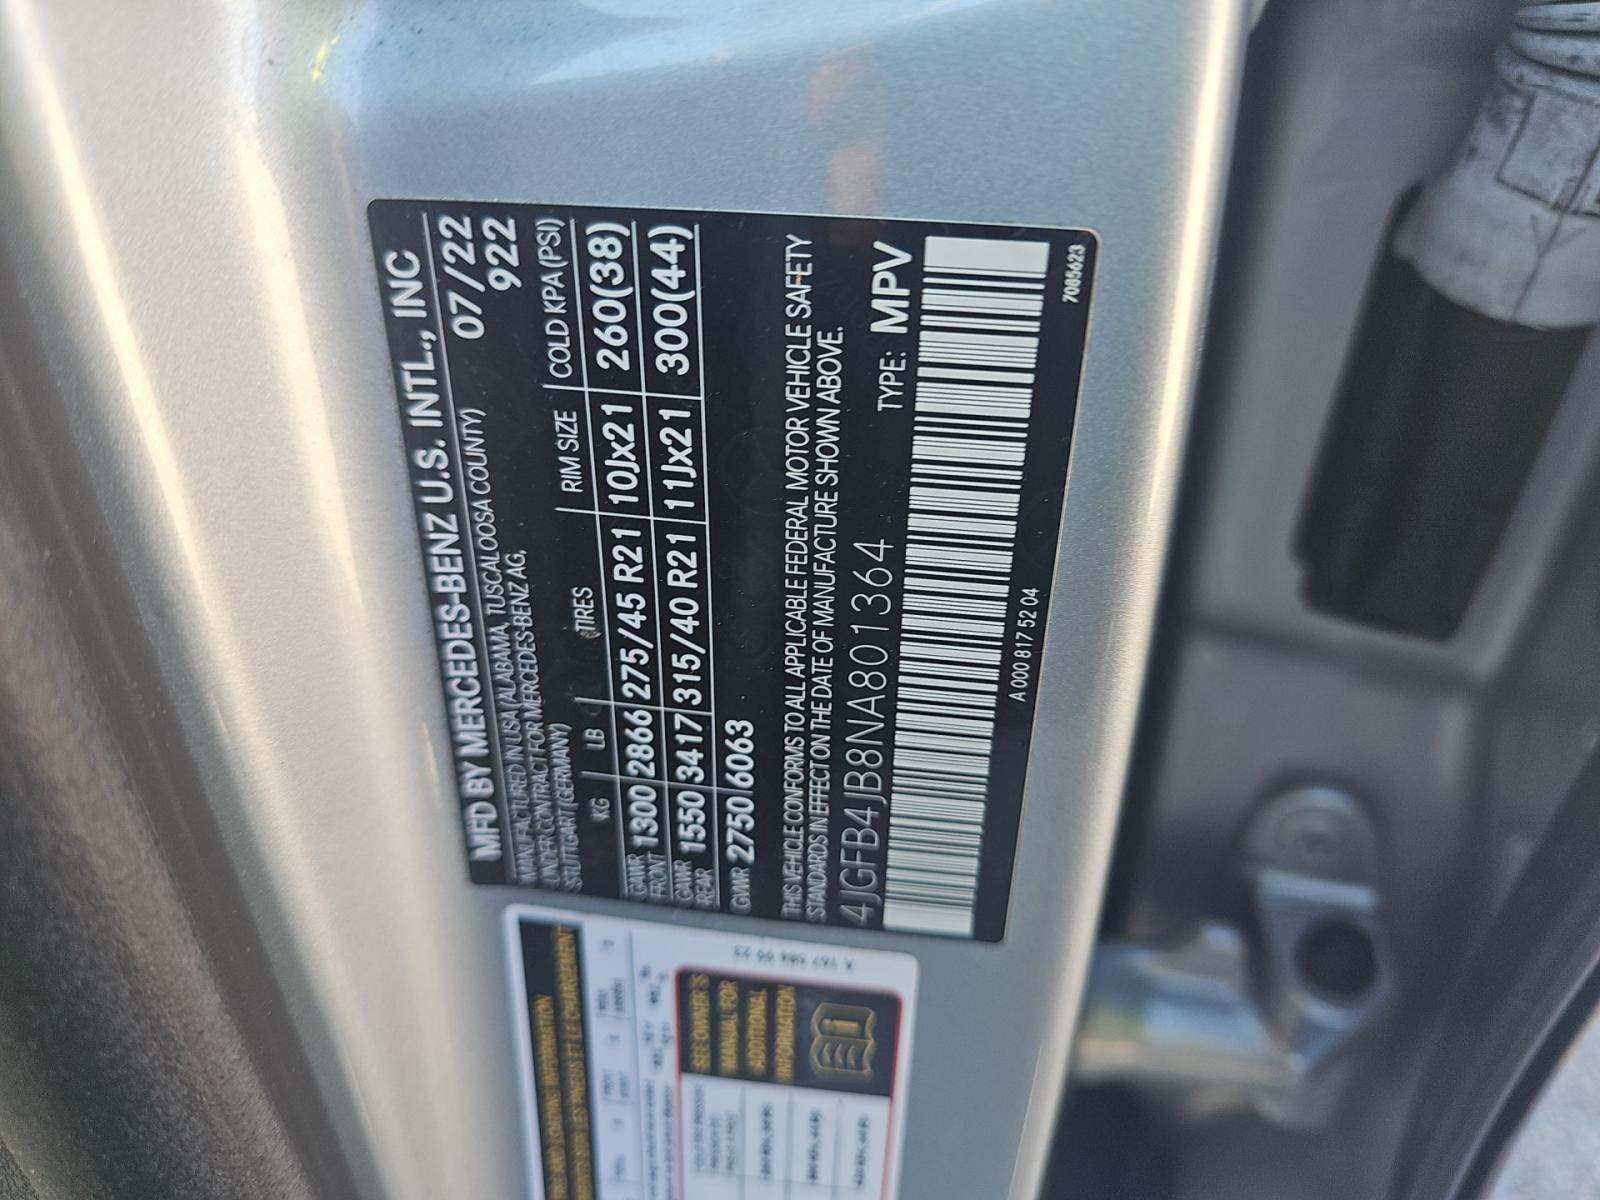 MFD BY MERCEDES-BENZ U.S. INTL., INC
MANUFACTURED IN USA (ALABAMA, TUSCALOOSA COUNTY) 07/22
UNDER CONTRACT FOR MERCEDES-BENZ AG, 922
STUTTGART (GERMANY)
KG LB TIRES RIM SIZE COLD KPA (PSI)
GAWR FRONT 1300 2866 275/45 R21 10Jx21 260(38)
GAWR REAR 1550 3417 315/40 R21 11Jx21 300(44)
GVWR 2750 6063
THIS VEHICLE CONFORMS TO ALL APPLICABLE FEDERAL MOTOR VEHICLE SAFETY
STANDARDS IN EFFECT ON THE DATE OF MANUFACTURE SHOWN ABOVE.
4JGFB4JB8NA801364 TYPE: MPV
A 000 817 52 04 7085623
SEE OWNER'S
MANUAL FOR
ADDITIONAL
INFORMATION